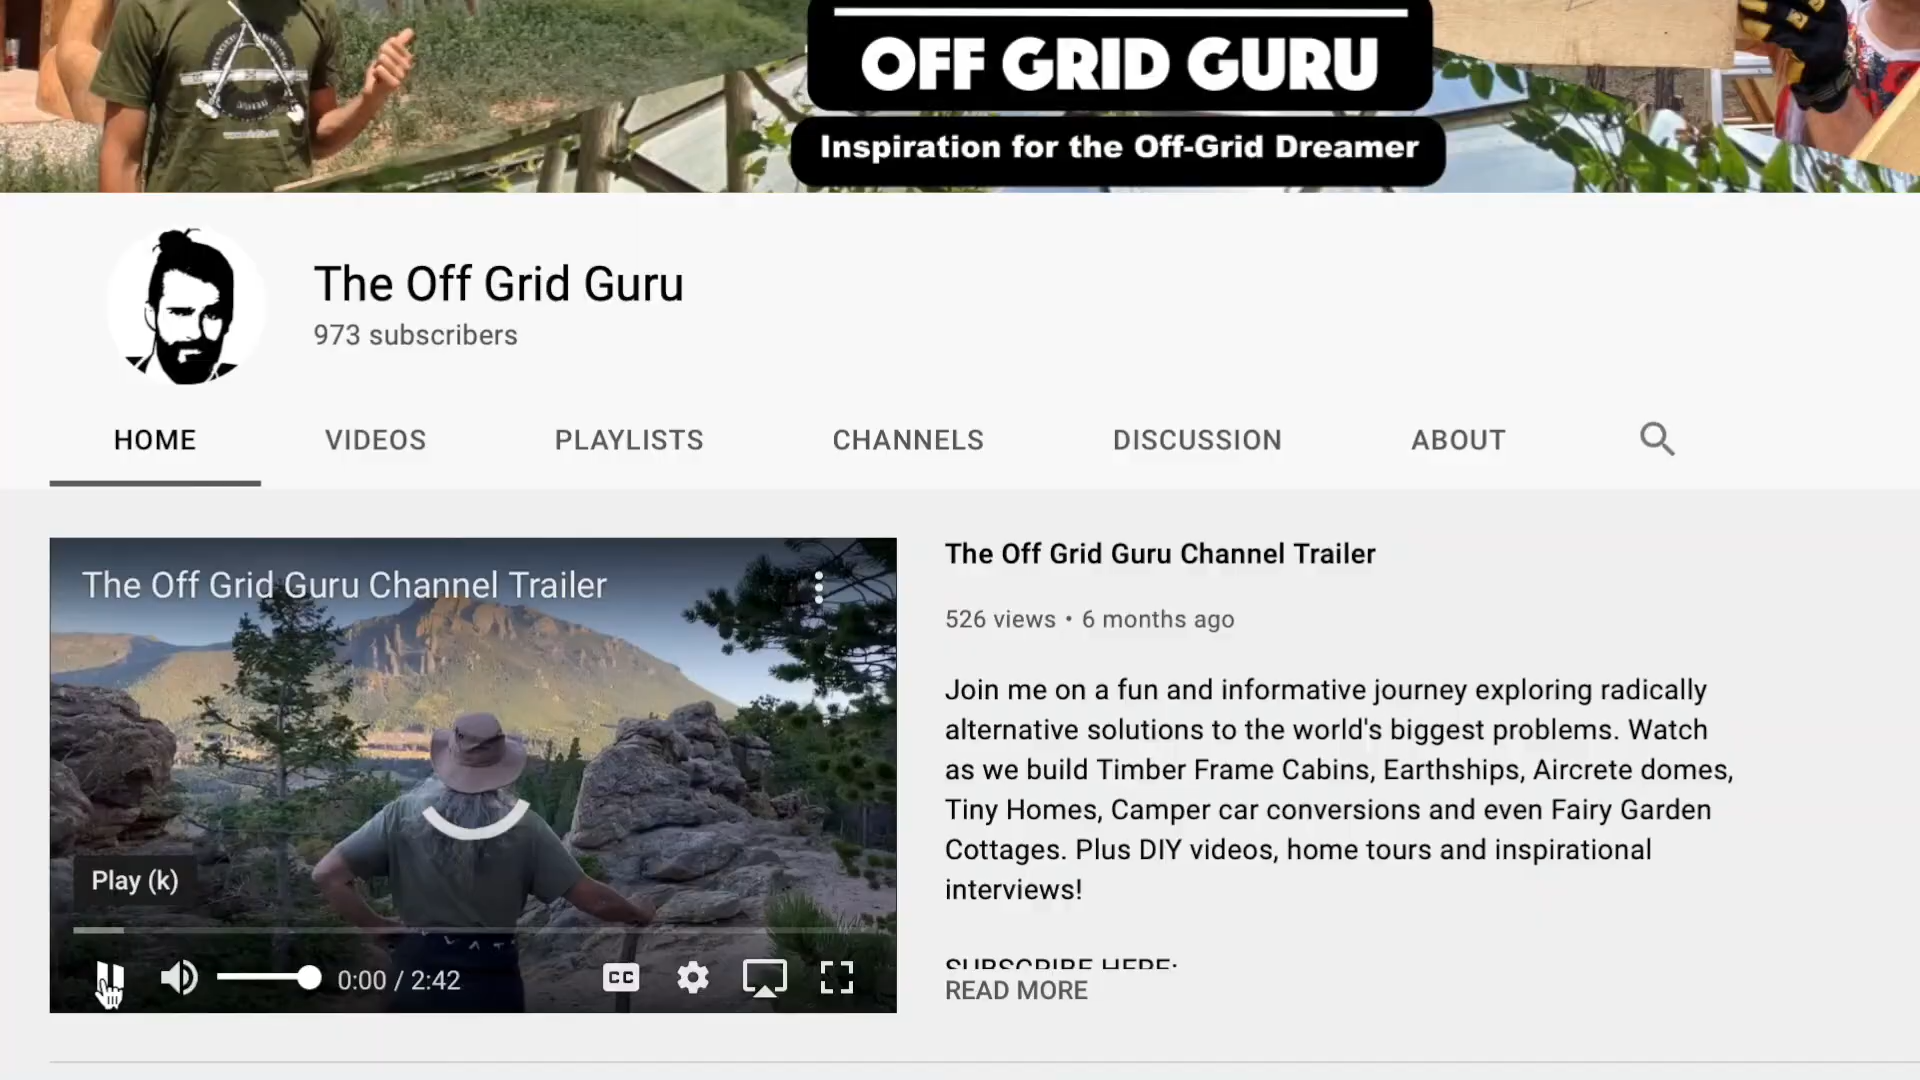 OFF GRID GURU
Inspiration for the Off-Grid Dreamer
The Off Grid Guru
973 subscribers
HOME VIDEOS PLAYLISTS CHANNELS DISCUSSION ABOUT
The Off Grid Guru Channel Trailer
Play (k)
0:00 / 2:42
CC
The Off Grid Guru Channel Trailer
526 views • 6 months ago
Join me on a fun and informative journey exploring radically
alternative solutions to the world's biggest problems. Watch
as we build Timber Frame Cabins, Earthships, Aircrete domes,
Tiny Homes, Camper car conversions and even Fairy Garden
Cottages. Plus DIY videos, home tours and inspirational
interviews!
SUBSCRIBE HERE:
READ MORE